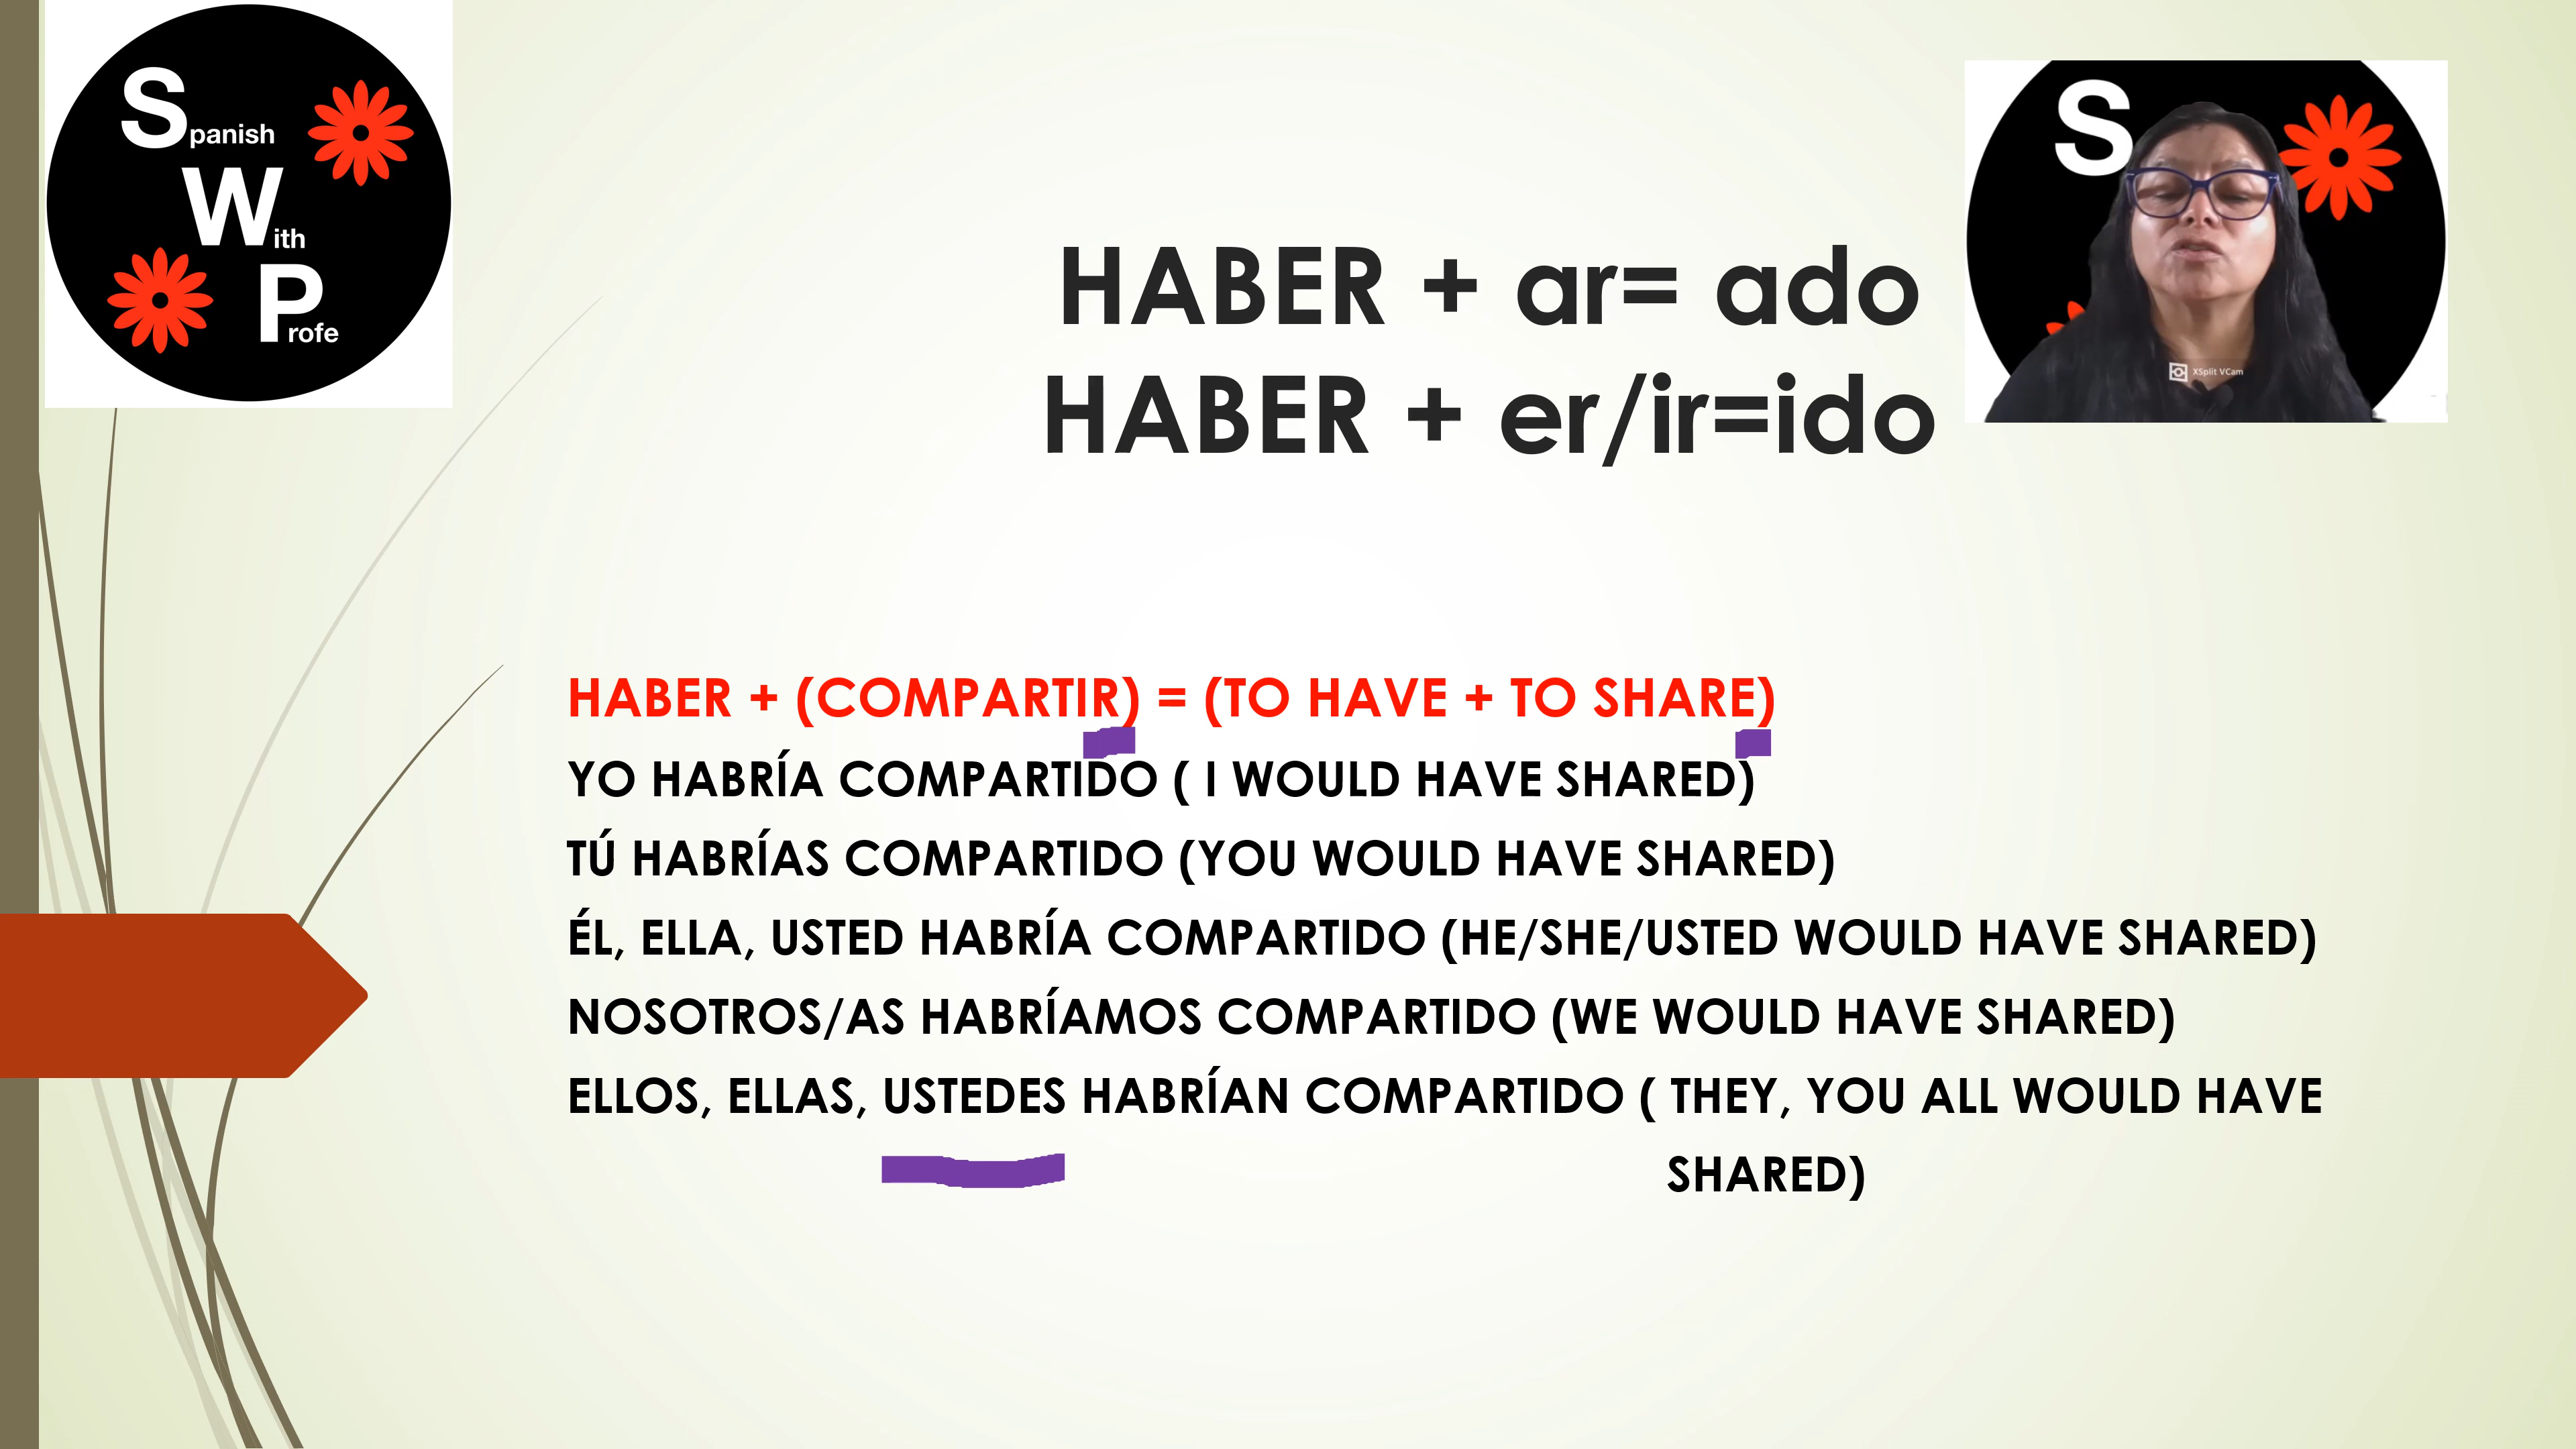 Spanish
With
Profe
S
XSplit VCam
HABER + ar= ado
HABER + er/ir=ido
HABER + (COMPARTIR) = (TO HAVE + TO SHARE)
YO HABRÍA COMPARTIDO ( I WOULD HAVE SHARED)
TÚ HABRÍAS COMPARTIDO (YOU WOULD HAVE SHARED)
ÉL, ELLA, USTED HABRÍA COMPARTIDO (HE/SHE/USTED WOULD HAVE SHARED)
NOSOTROS/AS HABRÍAMOS COMPARTIDO (WE WOULD HAVE SHARED)
ELLOS, ELLAS, USTEDES HABRÍAN COMPARTIDO ( THEY, YOU ALL WOULD HAVE
SHARED)